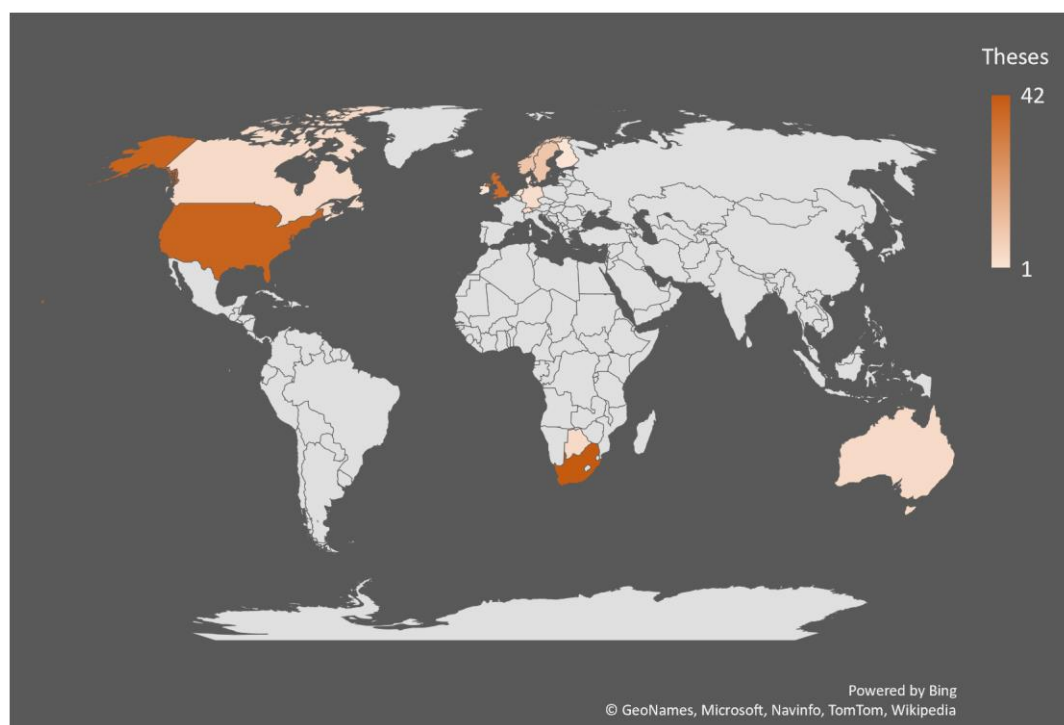 Theses
42
1
Powered by Bing
© GeoNames, Microsoft, Navinfo, TomTom, Wikipedia